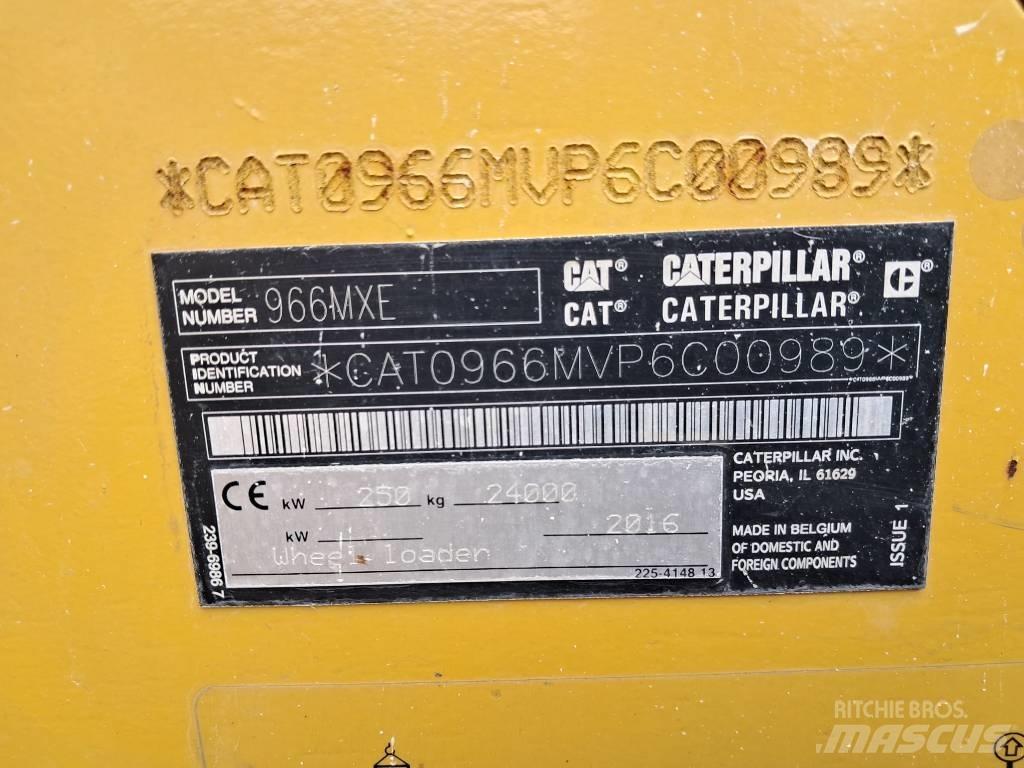 *CAT0966MVP6C00989*
MODEL NUMBER 966MXE
CAT® CATERPILLAR® C®
CAT® CATERPILLAR®
PRODUCT IDENTIFICATION NUMBER *CAT0966MVP6C00989*
*CAT0966MVP6C00989*
CE kW 250 kg 24000
kW 2016
Wheel loader
225-4148 13
239-6986 7
CATERPILLAR INC.
PEORIA, IL 61629
USA
MADE IN BELGIUM
OF DOMESTIC AND
FOREIGN COMPONENTS
ISSUE 1
RITCHIE BROS.
MASCUS